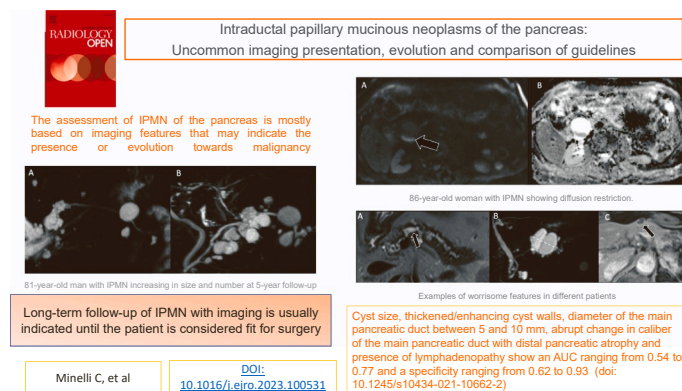 Intraductal papillary mucinous neoplasms of the pancreas:
Uncommon imaging presentation, evolution and comparison of guidelines
RADIOLOGY
OPEN
The assessment of IPMN of the pancreas is mostly
based on imaging features that may indicate the
presence or evolution towards malignancy
A
B
81-year-old man with IPMN increasing in size and number at 5-year follow-up
Long-term follow-up of IPMN with imaging is usually
indicated until the patient is considered fit for surgery
Minelli C, et al
DOI:
10.1016/j.ejro.2023.100531
A
B
86-year-old woman with IPMN showing diffusion restriction.
A
B
C
Examples of worrisome features in different patients
Cyst size, thickened/enhancing cyst walls, diameter of the main
pancreatic duct between 5 and 10 mm, abrupt change in caliber
of the main pancreatic duct with distal pancreatic atrophy and
presence of lymphadenopathy show an AUC ranging from 0.54 to
0.77 and a specificity ranging from 0.62 to 0.93 (doi:
10.1245/s10434-021-10662-2)